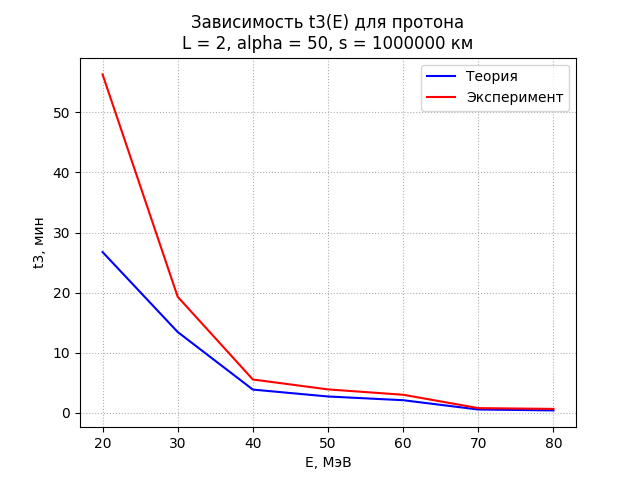 Зависимость t3(E) для протона
L = 2, alpha = 50, s = 1000000 км
Теория
Эксперимент
t3, мин
50
40
30
20
10
0
20 30 40 50 60 70 80
E, МэВ